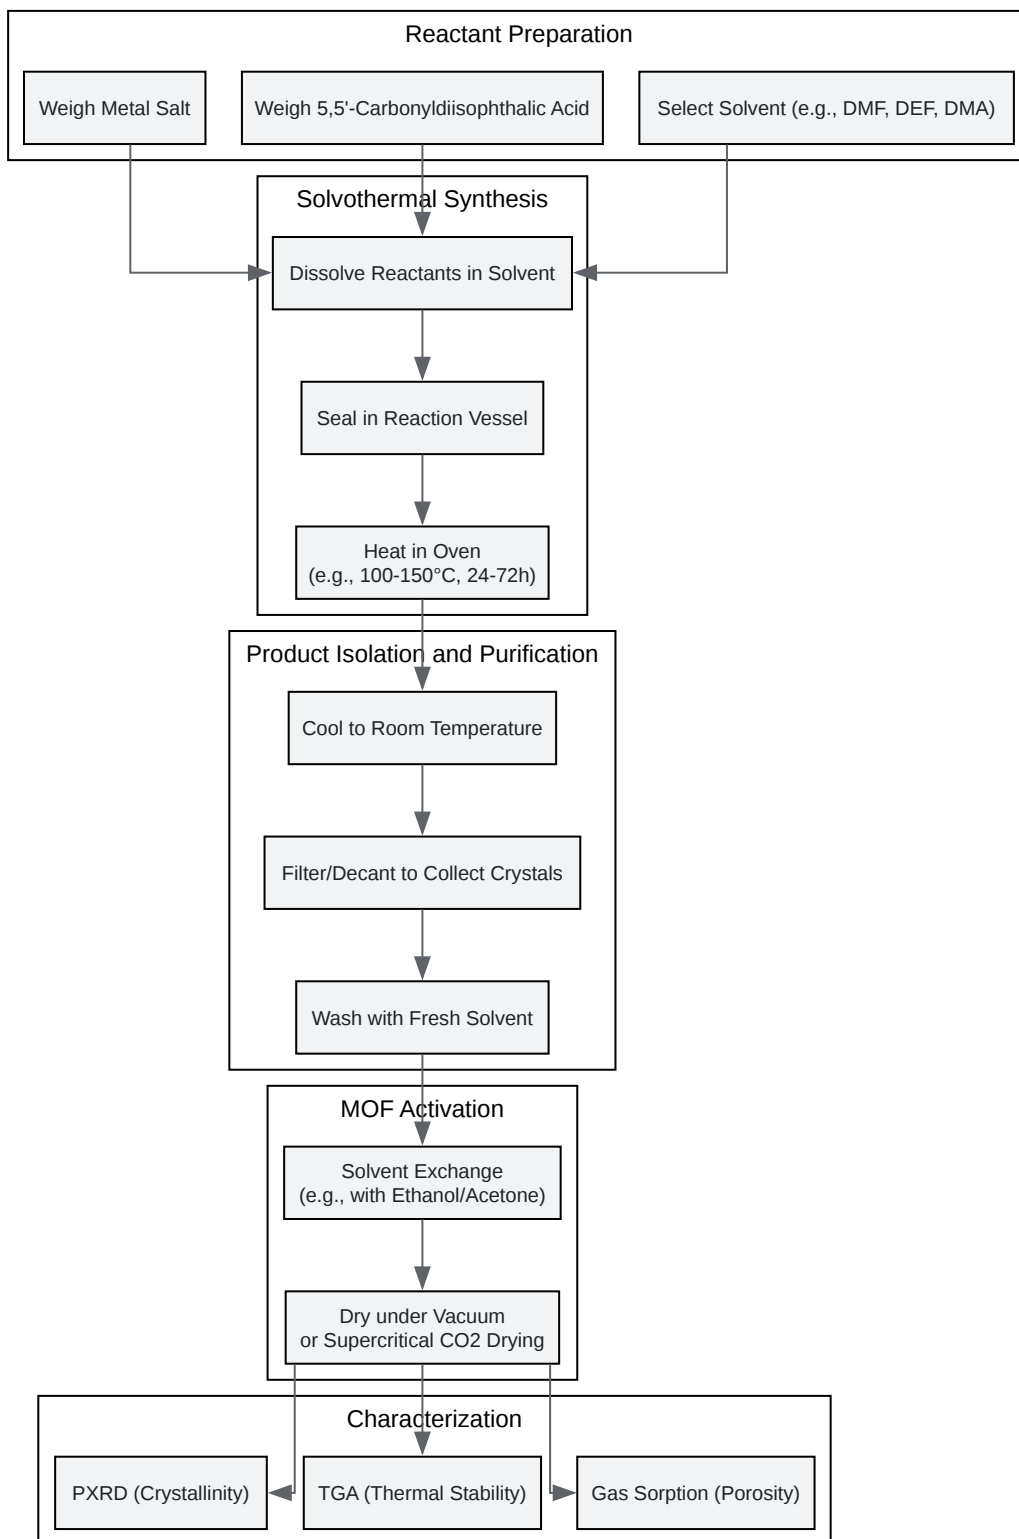 Reactant Preparation
Weigh Metal Salt
Weigh 5,5'-Carbonyldiisophthalic Acid
Select Solvent (e.g., DMF, DEF, DMA)
Solvothermal Synthesis
Dissolve Reactants in Solvent
Seal in Reaction Vessel
Heat in Oven
(e.g., 100-150°C, 24-72h)
Product Isolation and Purification
Cool to Room Temperature
Filter/Decant to Collect Crystals
Wash with Fresh Solvent
MOF Activation
Solvent Exchange
(e.g., with Ethanol/Acetone)
Dry under Vacuum
or Supercritical CO2 Drying
Characterization
PXRD (Crystallinity)
TGA (Thermal Stability)
Gas Sorption (Porosity)